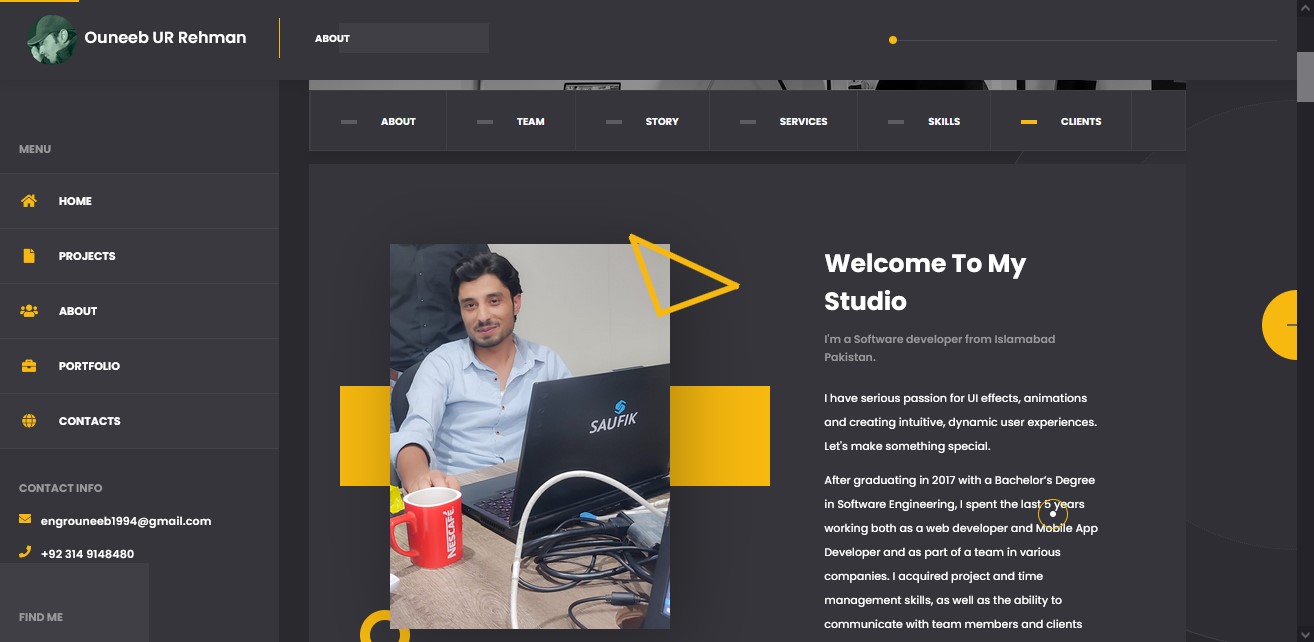 Ouneeb UR Rehman
ABOUT
ABOUT
TEAM
STORY
SERVICES
SKILLS
CLIENTS
MENU
HOME
PROJECTS
ABOUT
PORTFOLIO
CONTACTS
CONTACT INFO
engrouneeb1994@gmail.com
+92 314 9148480
FIND ME
SAUFIK
NESCAFÉ
Welcome To My
Studio
I'm a Software developer from Islamabad
Pakistan.
I have serious passion for UI effects, animations
and creating intuitive, dynamic user experiences.
Let's make something special.
After graduating in 2017 with a Bachelor's Degree
in Software Engineering, I spent the last 5 years
working both as a web developer and Mobile App
Developer and as part of a team in various
companies. I acquired project and time
management skills, as well as the ability to
communicate with team members and clients